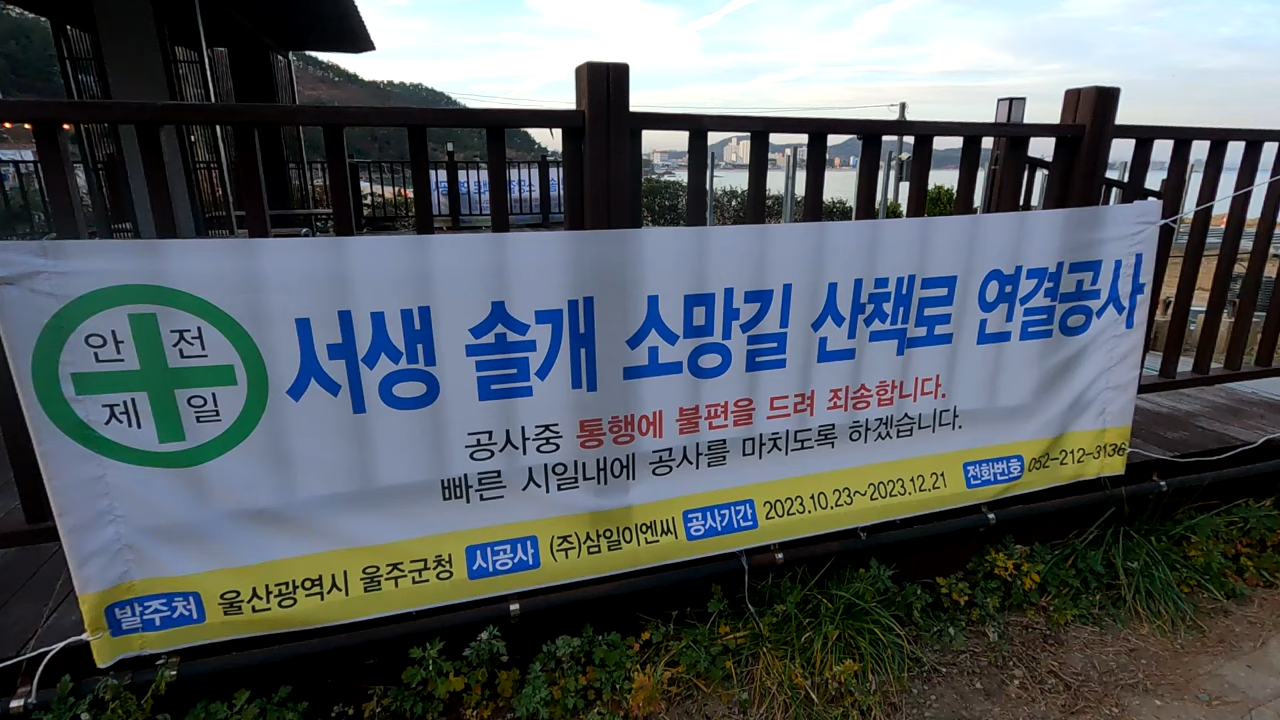 안전제일
서생 솔개 소망길 산책로 연결공사
공사중 통행에 불편을 드려 죄송합니다.
빠른 시일내에 공사를 마치도록 하겠습니다.
발주처 울산광역시 울주군청 시공사 (주)삼일이엔씨 공사기간 2023.10.23~2023.12.21 전화번호 052-212-3136